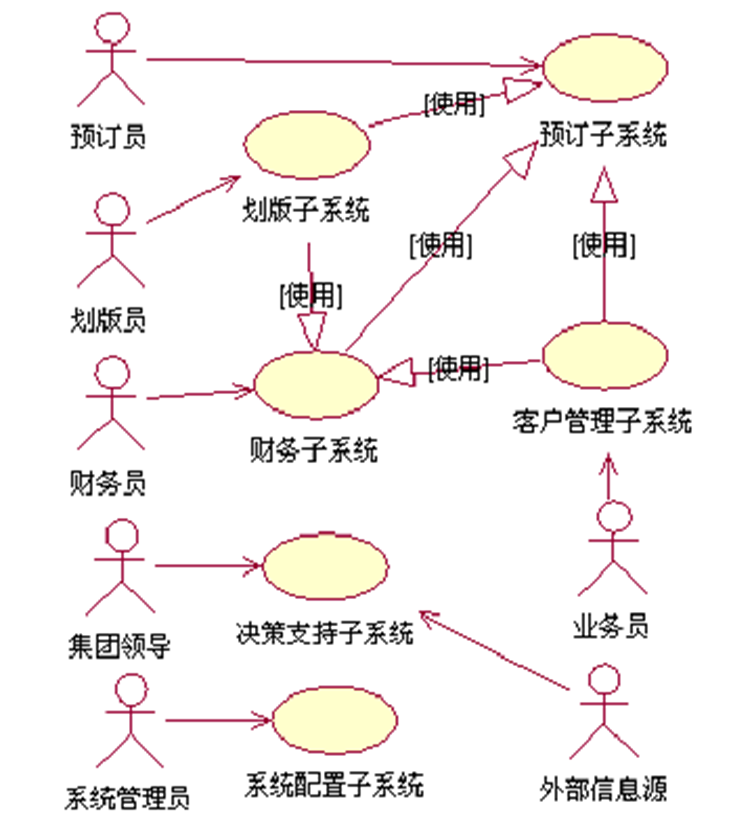 预订员
预订子系统
[使用]
划版子系统
划版员
[使用]
[使用]
[使用]
[使用]
财务子系统
财务员
客户管理子系统
集团领导
决策支持子系统
业务员
系统管理员
系统配置子系统
外部信息源